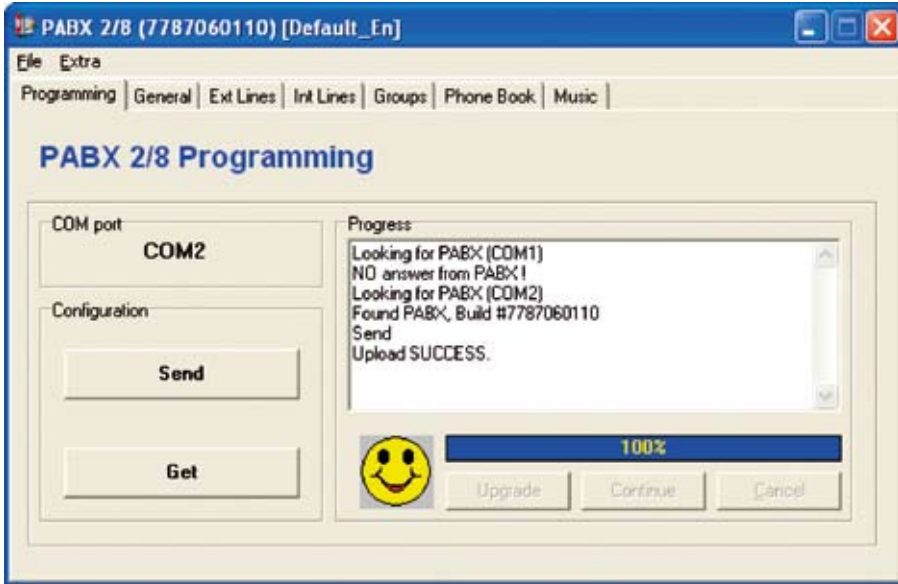 PABX 2/8 (7787060110) [Default_En]
File Extra
Programming General Ext Lines Int Lines Groups Phone Book Music
PABX 2/8 Programming
COM port
COM2
Configuration
Send
Get
Progress
Looking for PABX (COM1)
NO answer from PABX !
Looking for PABX (COM2)
Found PABX, Build #7787060110
Send
Upload SUCCESS.
100%
Upgrade Continue Cancel